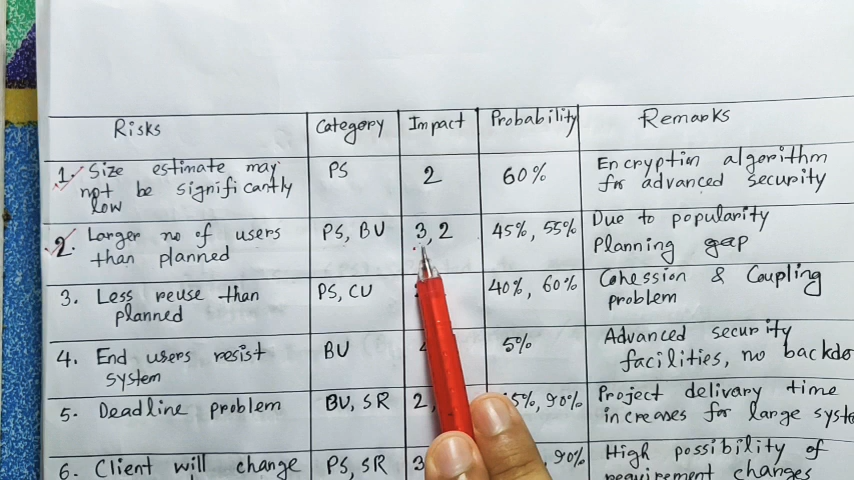 Risks Category Impact Probability Remarks
1. Size estimate may PS 2 60% Encryption algorithm
not be significantly for advanced security
low
2. Larger no of users PS, BU 3, 2 45%, 55% Due to popularity
than planned Planning gap
3. Less reuse than PS, CU 40%, 60% Cohession & Coupling
planned problem
4. End users resist BU 5% Advanced security
system facilities, no backdo
5. Deadline problem BU, SR 2, 5%, 90% Project delivary time
increases for large syste
6. Client will change PS, SR 3 , 90% High possibility of
requirement changes